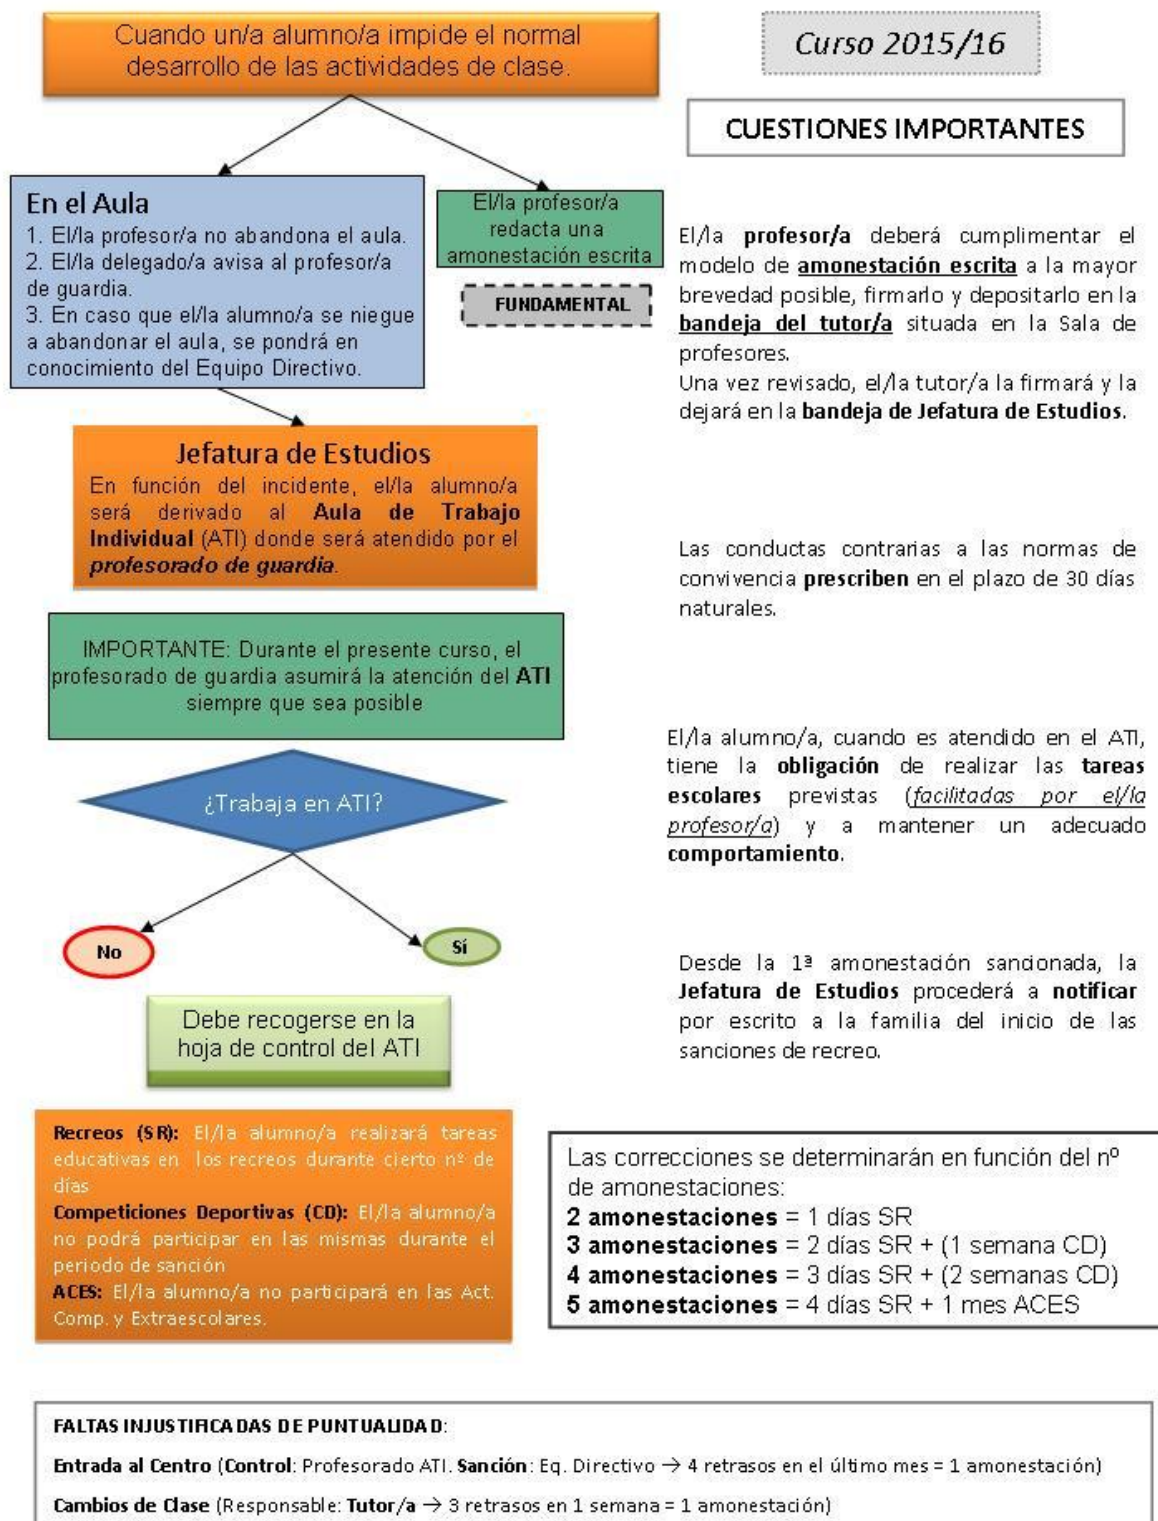 Cuando un/a alumno/a impide el normal
desarrollo de las actividades de clase.
Curso 2015/16
CUESTIONES IMPORTANTES
En el Aula
1. El/la profesor/a no abandona el aula.
2. El/la delegado/a avisa al profesor/a
de guardia.
3. En caso que el/la alumno/a se niegue
a abandonar el aula, se pondrá en
conocimiento del Equipo Directivo.
El/la profesor/a
redacta una
amonestación escrita
FUNDAMENTAL
El/la profesor/a deberá cumplimentar el
modelo de amonestación escrita a la mayor
brevedad posible, firmarlo y depositarlo en la
bandeja del tutor/a situada en la Sala de
profesores.
Una vez revisado, el/la tutor/a la firmará y la
dejará en la bandeja de Jefatura de Estudios.
Jefatura de Estudios
En función del incidente, el/la alumno/a
será derivado al Aula de Trabajo
Individual (ATI) donde será atendido por el
profesorado de guardia.
Las conductas contrarias a las normas de
convivencia prescriben en el plazo de 30 días
naturales.
IMPORTANTE: Durante el presente curso, el
profesorado de guardia asumirá la atención del ATI
siempre que sea posible
El/la alumno/a, cuando es atendido en el ATI,
tiene la obligación de realizar las tareas
escolares previstas (facilitadas por el/la
profesor/a) y a mantener un adecuado
comportamiento.
¿Trabaja en ATI?
No
Sí
Desde la 1ª amonestación sancionada, la
Jefatura de Estudios procederá a notificar
por escrito a la familia del inicio de las
sanciones de recreo.
Debe recogerse en la
hoja de control del ATI
Recreos (SR): El/la alumno/a realizará tareas
educativas en los recreos durante cierto nº de
días
Competiciones Deportivas (CD): El/la alumno/a
no podrá participar en las mismas durante el
periodo de sanción
ACES: El/la alumno/a no participará en las Act.
Comp. y Extraescolares.
Las correcciones se determinarán en función del nº
de amonestaciones:
2 amonestaciones = 1 días SR
3 amonestaciones = 2 días SR + (1 semana CD)
4 amonestaciones = 3 días SR + (2 semanas CD)
5 amonestaciones = 4 días SR + 1 mes ACES
FALTAS INJUSTIFICADAS DE PUNTUALIDAD:
Entrada al Centro (Control: Profesorado ATI. Sanción: Eq. Directivo → 4 retrasos en el último mes = 1 amonestación)
Cambios de Clase (Responsable: Tutor/a → 3 retrasos en 1 semana = 1 amonestación)